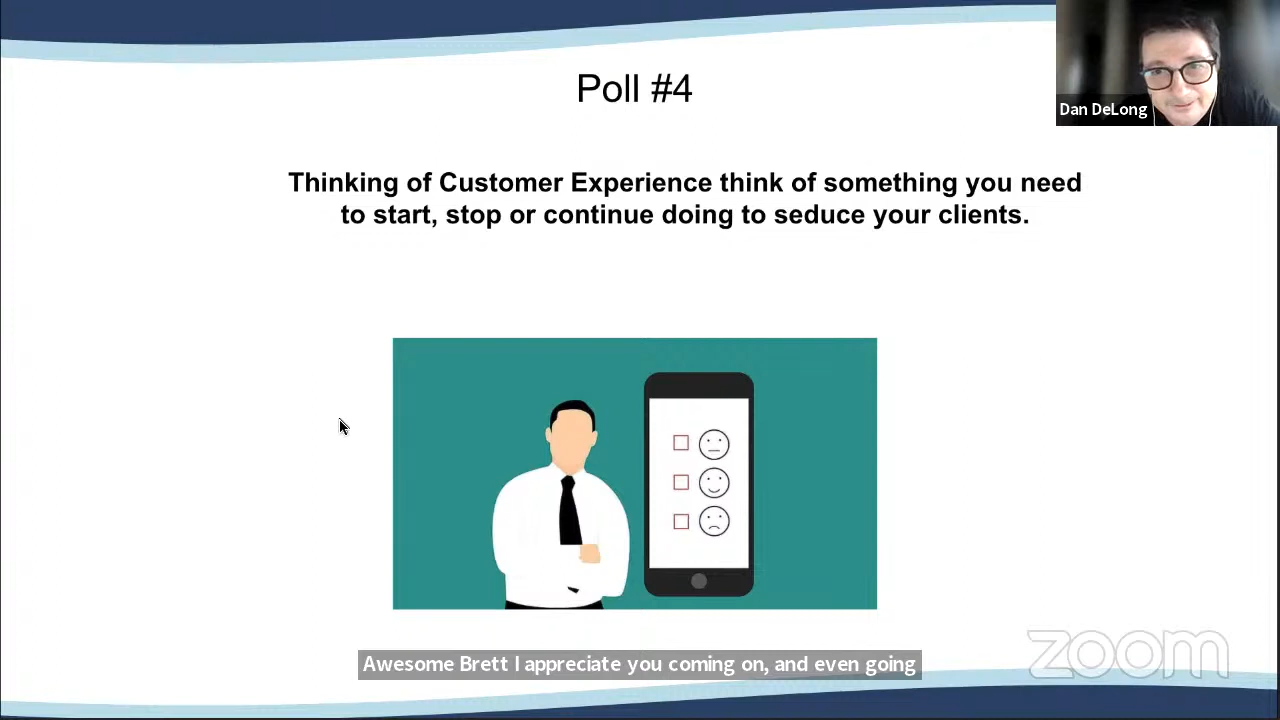 Poll #4
Dan DeLong
Thinking of Customer Experience think of something you need
to start, stop or continue doing to seduce your clients.
Awesome Brett I appreciate you coming on, and even going
zoom